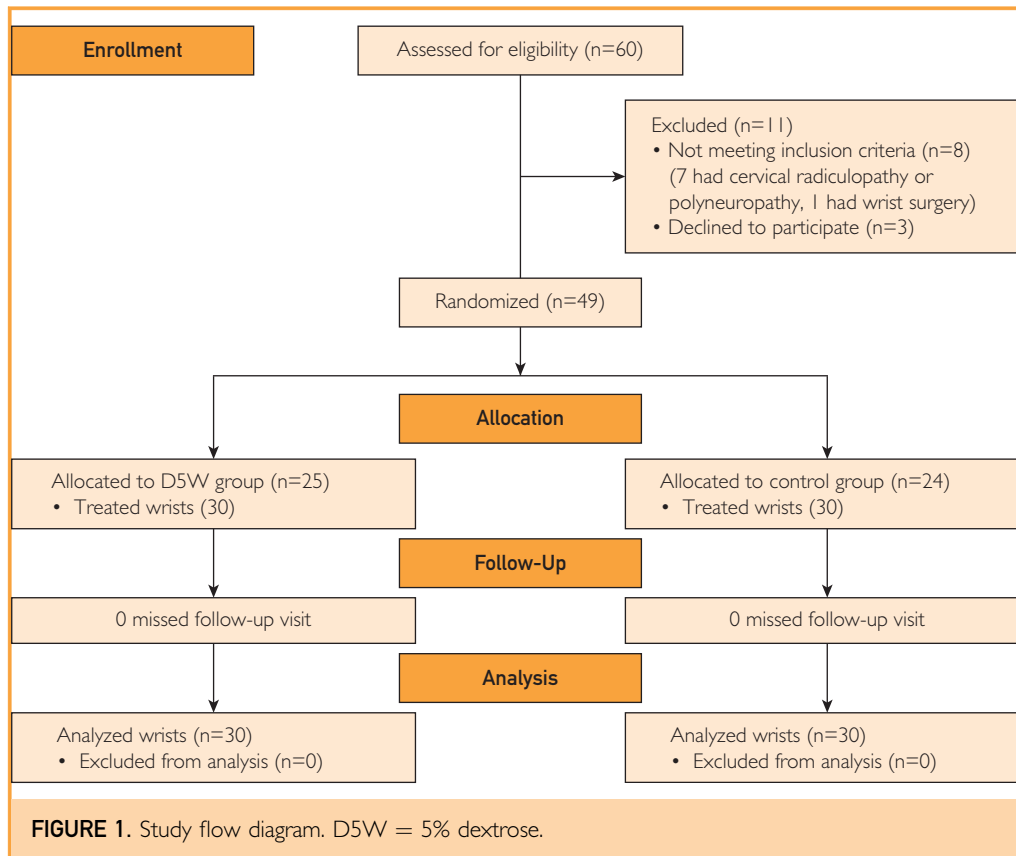 Enrollment
Assessed for eligibility (n=60)
Excluded (n=11)
• Not meeting inclusion criteria (n=8)
(7 had cervical radiculopathy or
polyneuropathy, 1 had wrist surgery)
• Declined to participate (n=3)
Randomized (n=49)
Allocation
Allocated to D5W group (n=25)
• Treated wrists (30)
Allocated to control group (n=24)
• Treated wrists (30)
Follow-Up
0 missed follow-up visit
0 missed follow-up visit
Analysis
Analyzed wrists (n=30)
• Excluded from analysis (n=0)
Analyzed wrists (n=30)
• Excluded from analysis (n=0)
FIGURE 1. Study flow diagram. D5W = 5% dextrose.